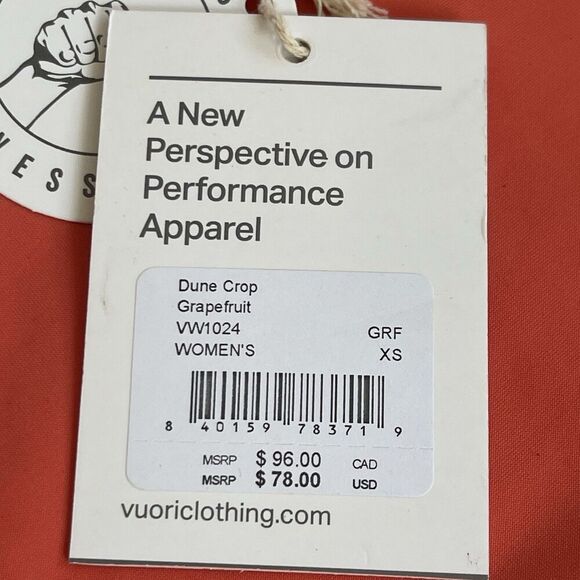 NESS
S
A New
Perspective on
Performance
Apparel
Dune Crop
Grapefruit
VW1024 GRF
WOMEN'S XS
8 40159 78371 9
MSRP $ 96.00 CAD
MSRP $ 78.00 USD
vuoriclothing.com